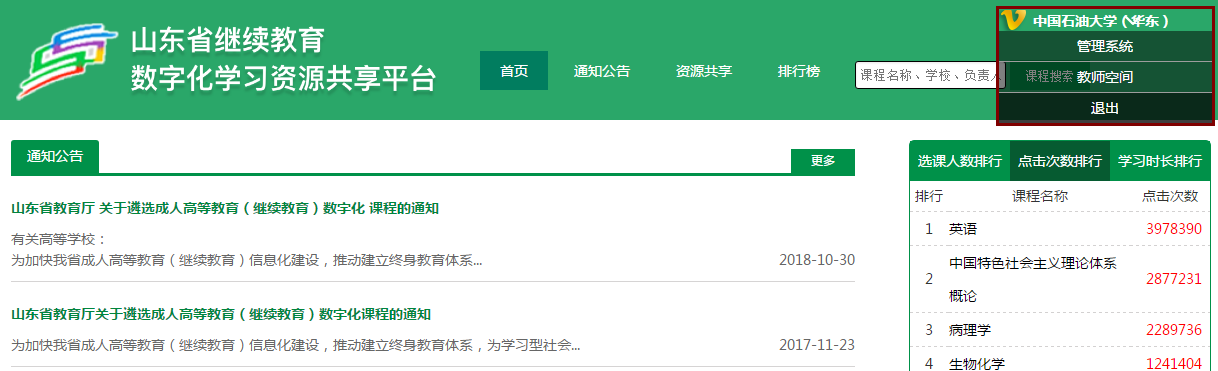 山东省继续教育
数字化学习资源共享平台
首页 通知公告 资源共享 排行榜
课程名称、学校、负责人 课程搜索
中国石油大学（华东）
管理系统
教师空间
退出
通知公告 更多
山东省教育厅 关于遴选成人高等教育（继续教育）数字化 课程的通知
有关高等学校：
为加快我省成人高等教育（继续教育）信息化建设，推动建立终身教育体系... 2018-10-30
山东省教育厅关于遴选成人高等教育（继续教育）数字化课程的通知
为加快我省成人高等教育（继续教育）信息化建设，推动建立终身教育体系，为学习型社会... 2017-11-23
选课人数排行 点击次数排行 学习时长排行
排行 课程名称 点击次数
1 英语 3978390
2 中国特色社会主义理论体系
概论 2877231
3 病理学 2289736
4 生物化学 1241404